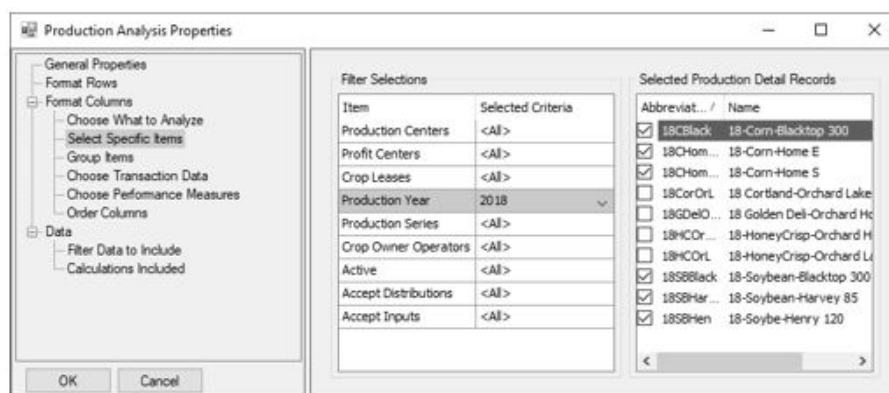 Production Analysis Properties
General Properties
Format Rows
Format Columns
Choose What to Analyze
Select Specific Items
Group Items
Choose Transaction Data
Choose Performance Measures
Order Columns
Data
Filter Data to Include
Calculations Included
OK Cancel
Filter Selections
Item Selected Criteria
Production Centers <All>
Profit Centers <All>
Crop Leases <All>
Production Year 2018
Production Series <All>
Crop Owner Operators <All>
Active <All>
Accept Distributions <All>
Accept Inputs <All>
Selected Production Detail Records
Abbreviat... / Name
18CBlack 18-Corn-Blacktop 300
18CHom... 18-Corn-Home E
18CHom... 18-Corn-Home S
18CorOrL 18 Cortland-Orchard Lake
18GDelO... 18 Golden Deli-Orchard Ho
18HCOr... 18-HoneyCrisp-Orchard H
18HCOrL 18-HoneyCrisp-Orchard La
18SBBlack 18-Soybean-Blacktop 300
18SBHar... 18-Soybean-Harvey 85
18SBHen 18-Soybe-Henry 120